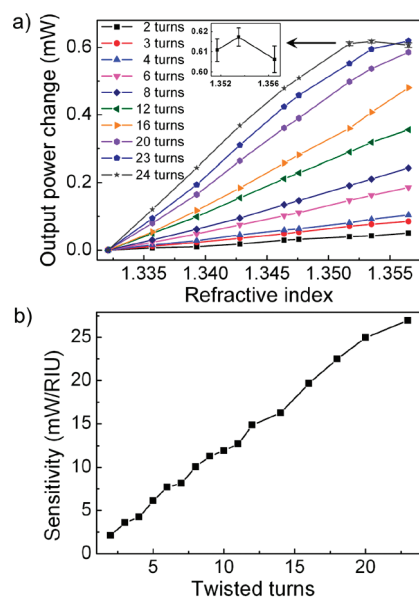 a)
Output power change (mW)
0.6
0.4
0.2
0.0
2 turns
3 turns
4 turns
6 turns
8 turns
12 turns
16 turns
20 turns
23 turns
24 turns
0.62
0.61
0.60
1.352 1.356
1.335 1.340 1.345 1.350 1.355
Refractive index
b)
Sensitivity (mW/RIU)
25
20
15
10
5
0
5 10 15 20
Twisted turns